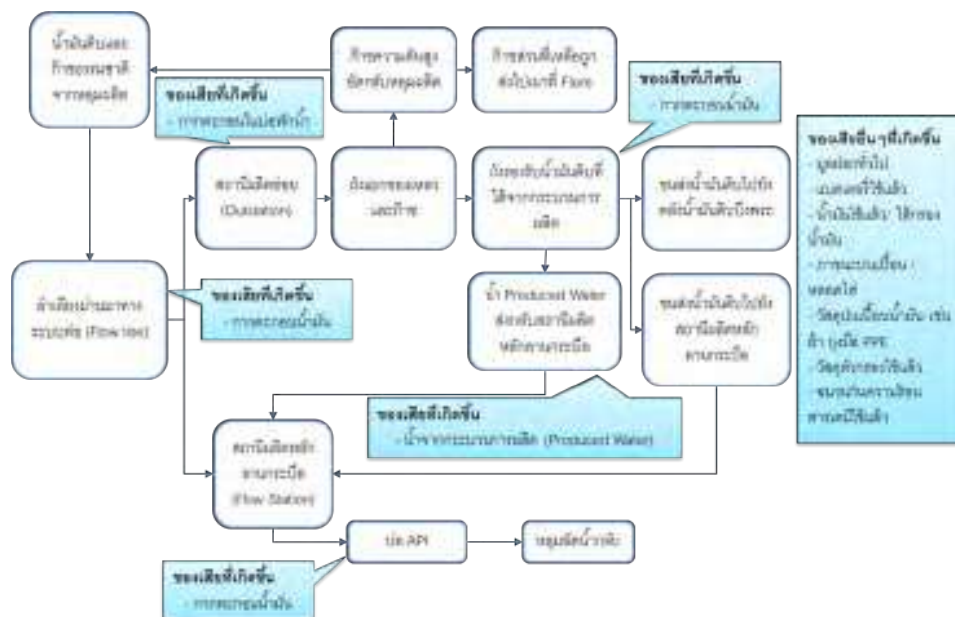 น้ำมันดิบและ
ก๊าซธรรมชาติ
จากหลุมผลิต
ก๊าซความดันสูง
อัดกลับหลุมผลิต
ก๊าซส่วนที่เหลือถูก
ส่งไปเผาที่ Flare
ของเสียที่เกิดขึ้น
- กากตะกอนในบ่อพักน้ำ
ของเสียที่เกิดขึ้น
- กากตะกอนน้ำมัน
สถานีผลิตย่อย
(Outstation)
ถังแยกของเหลว
และก๊าซ
ถังรองรับน้ำมันดิบที่
ได้จากกระบวนการ
ผลิต
ขนส่งน้ำมันดิบไปยัง
คลังน้ำมันดิบบึงพระ
ของเสียอื่นๆที่เกิดขึ้น
- มูลฝอยทั่วไป
- แบตเตอรี่ใช้แล้ว
- น้ำมันใช้แล้ว/ ไส้กรอง
น้ำมัน
- ภาชนะปนเปื้อน /
หลอดไฟ
- วัสดุปนเปื้อนน้ำมัน เช่น
ผ้า ถุงมือ PPE
- วัสดุ
- ฉนวนกันความร้อน
สารเคมีใช้แล้ว
ลำเลียงผ่านมาทาง
ระบบท่อ (Flow line)
ของเสียที่เกิดขึ้น
- กากตะกอนน้ำมัน
น้ำ Produced Water
ส่งกลับสถานีผลิต
หลักลานกระบือ
ขนส่งน้ำมันดิบไปยัง
สถานีผลิตหลัก
ลานกระบือ
ของเสียที่เกิดขึ้น
- น้ำจากกระบวนการผลิต (Produced Water)
สถานีผลิตหลัก
ลานกระบือ
(Flow Station)
บ่อ API
หลุมอัดน้ำกลับ
ของเสียที่เกิดขึ้น
- กากตะกอนน้ำมัน